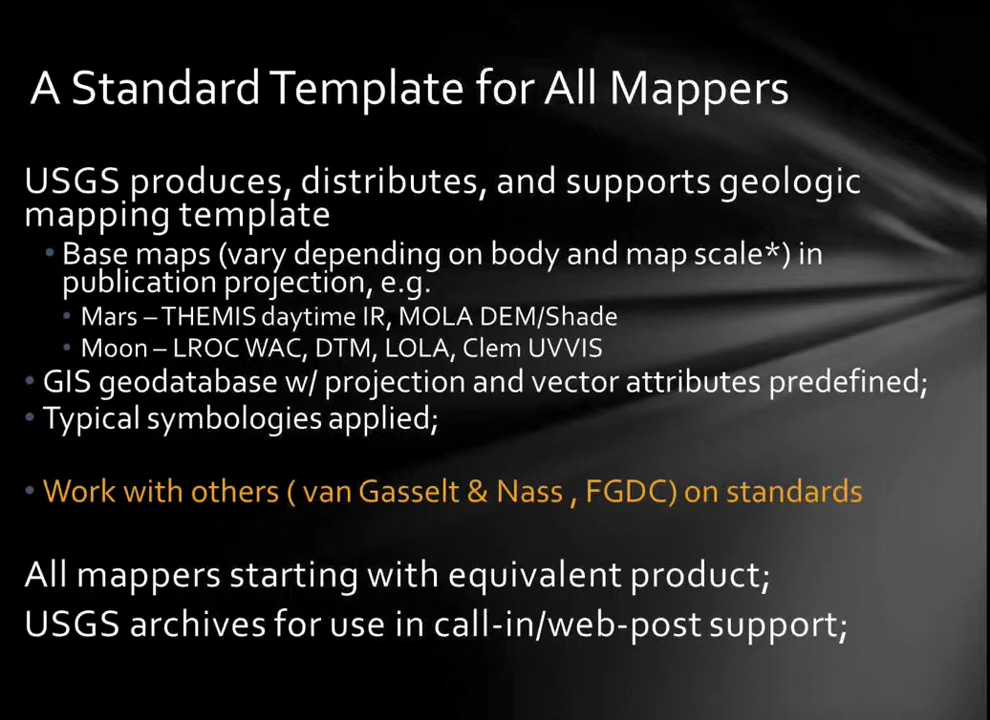 A Standard Template for All Mappers
USGS produces, distributes, and supports geologic
mapping template
• Base maps (vary depending on body and map scale*) in
publication projection, e.g.
• Mars – THEMIS daytime IR, MOLA DEM/Shade
• Moon – LROC WAC, DTM, LOLA, Clem UVVIS
• GIS geodatabase w/ projection and vector attributes predefined;
• Typical symbologies applied;
• Work with others ( van Gasselt & Nass , FGDC) on standards
All mappers starting with equivalent product;
USGS archives for use in call-in/web-post support;